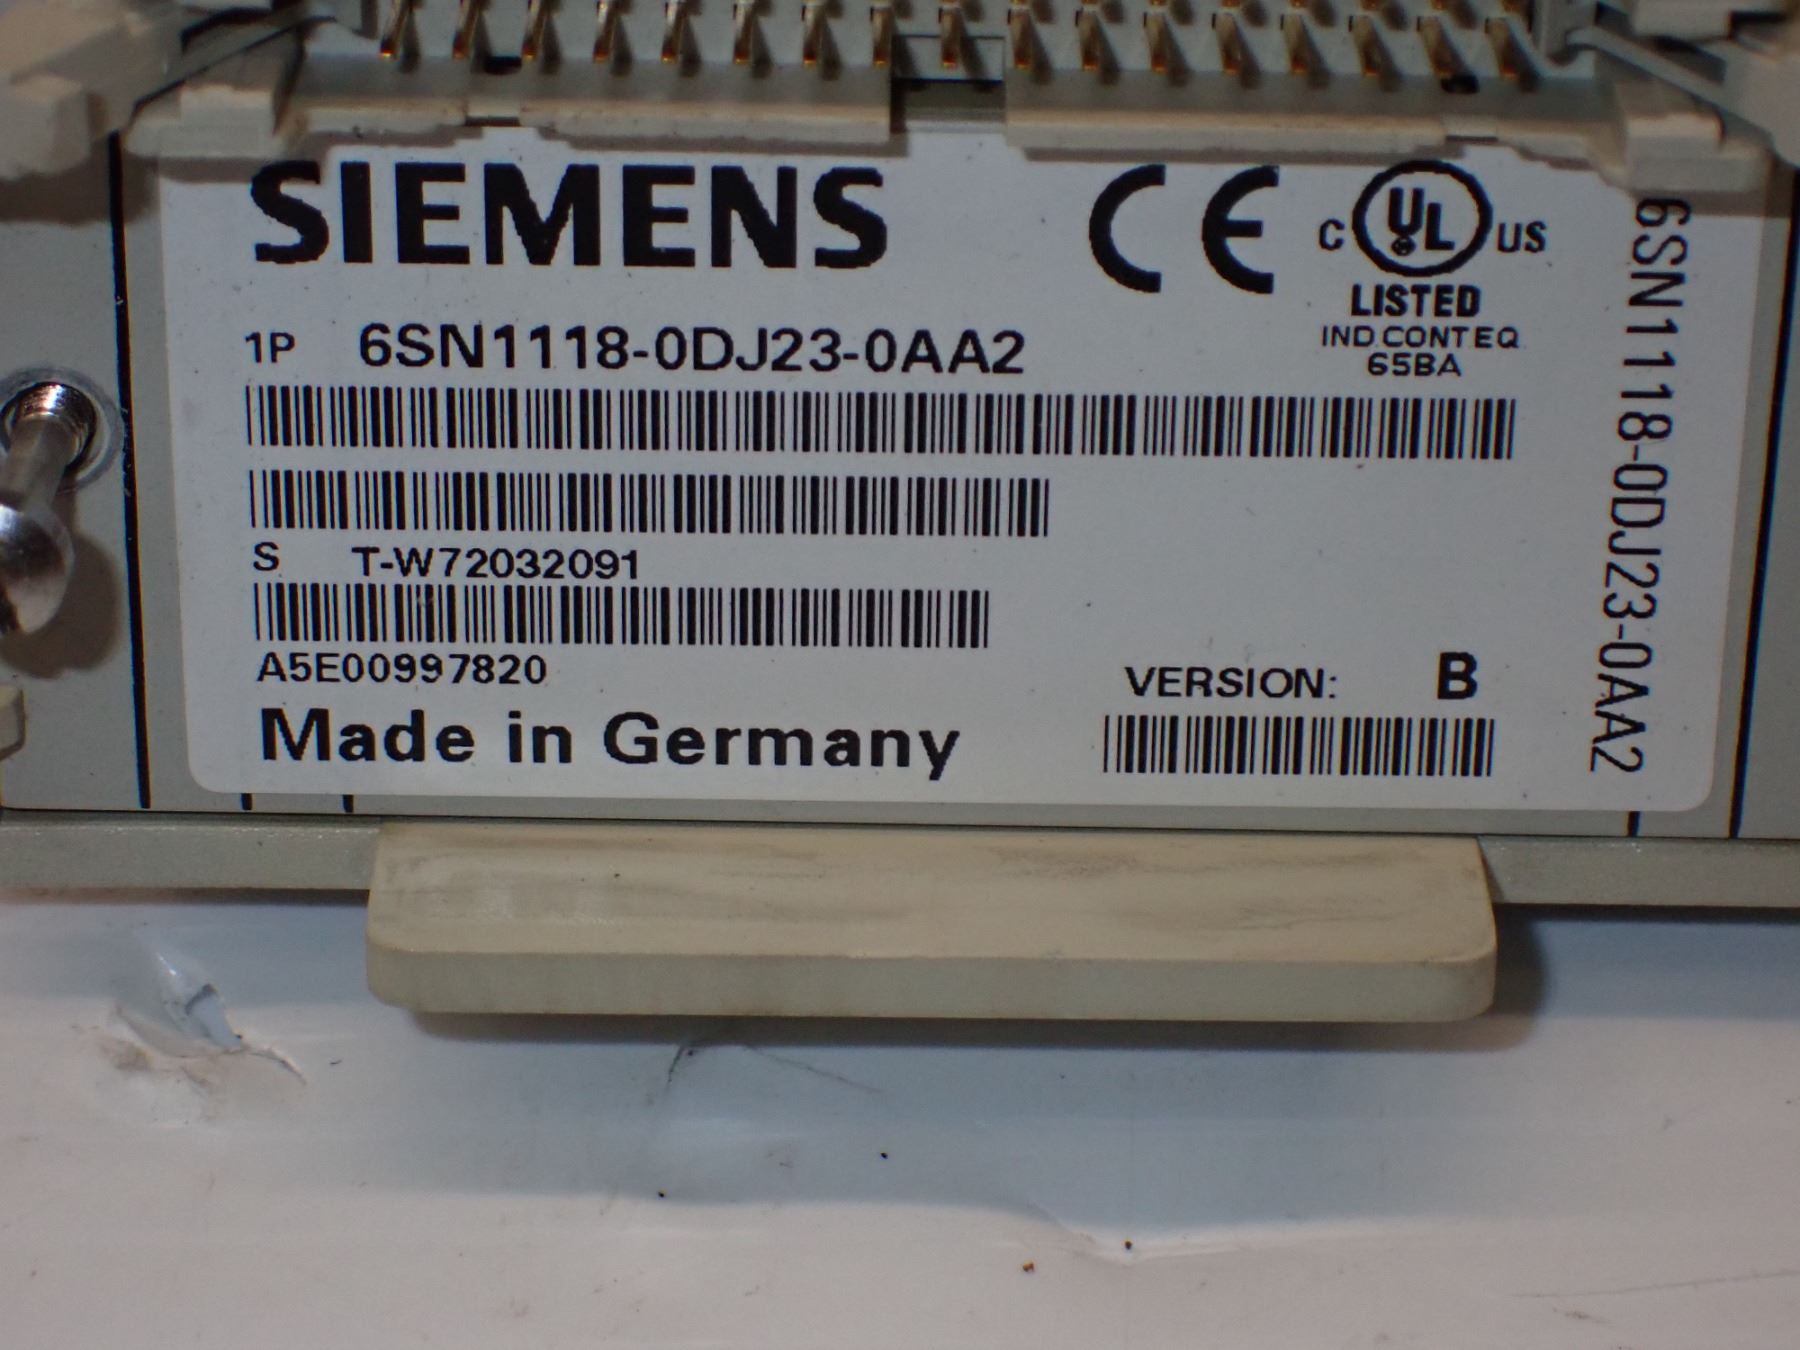 SIEMENS
CE
C UL US
LISTED
IND.CONT EQ
65BA
1P 6SN1118-0DJ23-0AA2
S T-W72032091
A5E00997820
VERSION: B
Made in Germany
6SN1118-0DJ23-0AA2